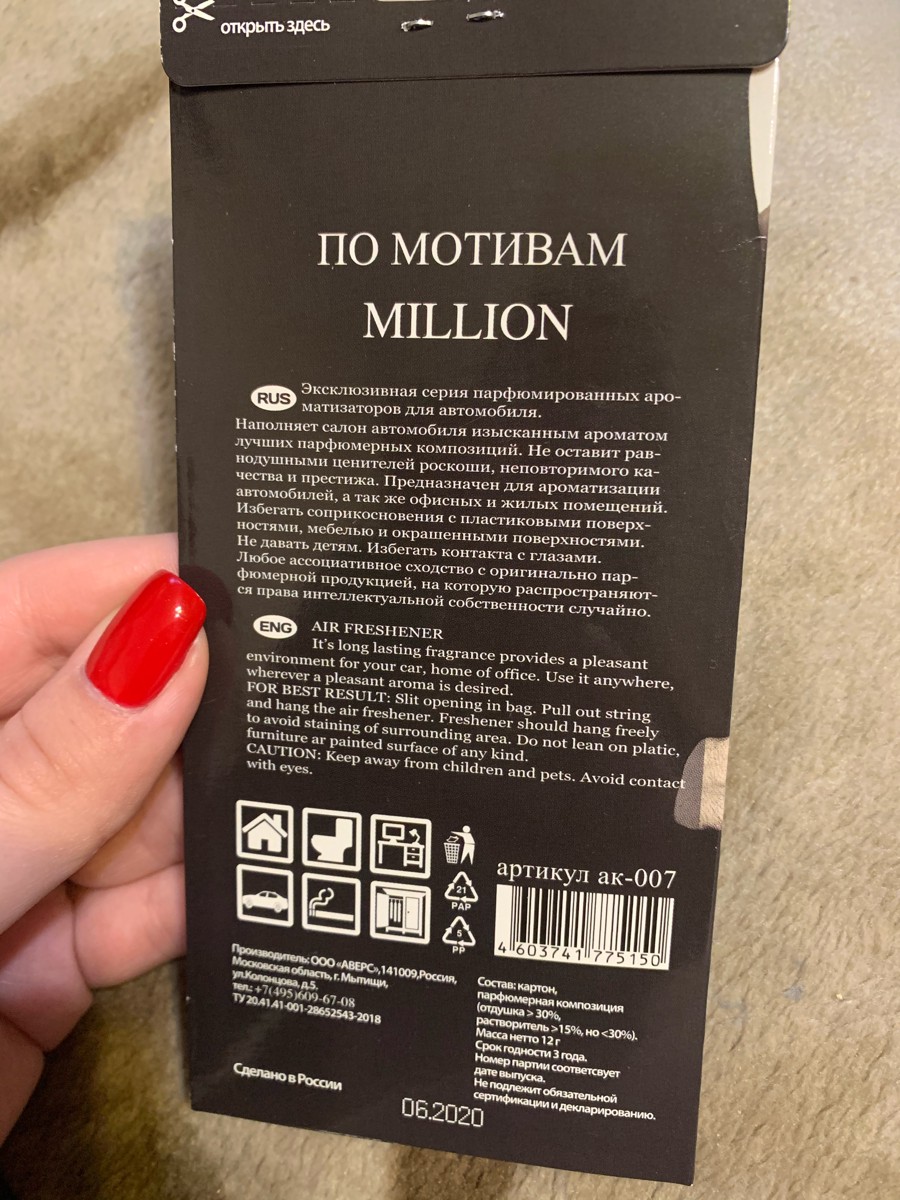 открыть здесь
ПО МОТИВАМ
MILLION
RUS Эксклюзивная серия парфюмированных аро-
матизаторов для автомобиля.
Наполняет салон автомобиля изысканным ароматом
лучших парфюмерных композиций. Не оставит рав-
нодушными ценителей роскоши, неповторимого ка-
чества и престижа. Предназначен для ароматизации
автомобилей, а так же офисных и жилых помещений.
Избегать соприкосновения с пластиковыми поверх-
ностями, мебелью и окрашенными поверхностями.
Не давать детям. Избегать контакта с глазами.
Любое ассоциативное сходство с оригинально пар-
фюмерной продукцией, на которую распространяют-
ся права интеллектуальной собственности случайно.
ENG AIR FRESHENER
It's long lasting fragrance provides a pleasant
environment for your car, home of office. Use it anywhere,
wherever a pleasant aroma is desired.
FOR BEST RESULT: Slit opening in bag. Pull out string
and hang the air freshener. Freshener should hang freely
to avoid staining of surrounding area. Do not lean on platic,
furniture ar painted surface of any kind.
CAUTION: Keep away from children and pets. Avoid contact
with eyes.
21
PAP
5
PP
артикул ак-007
4 603741 775150
Производитель: ООО «АВЕРС»,141009,Россия,
Московская область, г. Мытищи,
ул.Колонцова, д.5.
тел.: +7(495)609-67-08
ТУ 20.41.41-001-28652543-2018
Сделано в России
Состав: картон,
парфюмерная композиция
(отдушка > 30%,
растворитель >15%, но <30%).
Масса нетто 12 г
Срок годности 3 года.
Номер партии соответсвует
дате выпуска.
Не подлежит обязательной
сертификации и декларированию.
06.2020